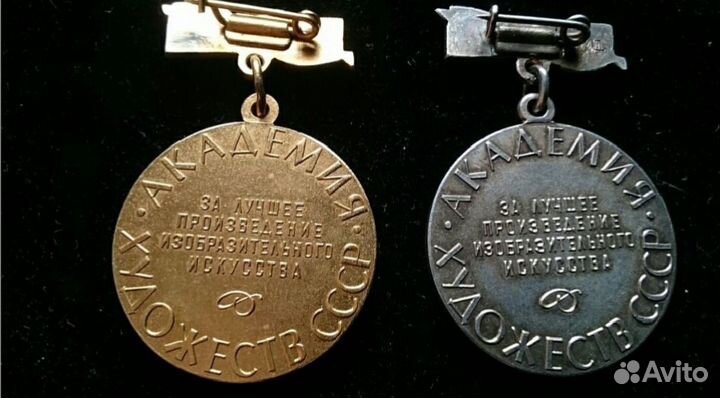 АКАДЕМИЯ · ХУДОЖЕСТВ СССР ·
ЗА ЛУЧШЕЕ
ПРОИЗВЕДЕНИЕ
ИЗОБРАЗИТЕЛЬНОГО
ИСКУССТВА
АКАДЕМИЯ · ХУДОЖЕСТВ СССР ·
ЗА ЛУЧШЕЕ
ПРОИЗВЕДЕНИЕ
ИЗОБРАЗИТЕЛЬНОГО
ИСКУССТВА
Avito